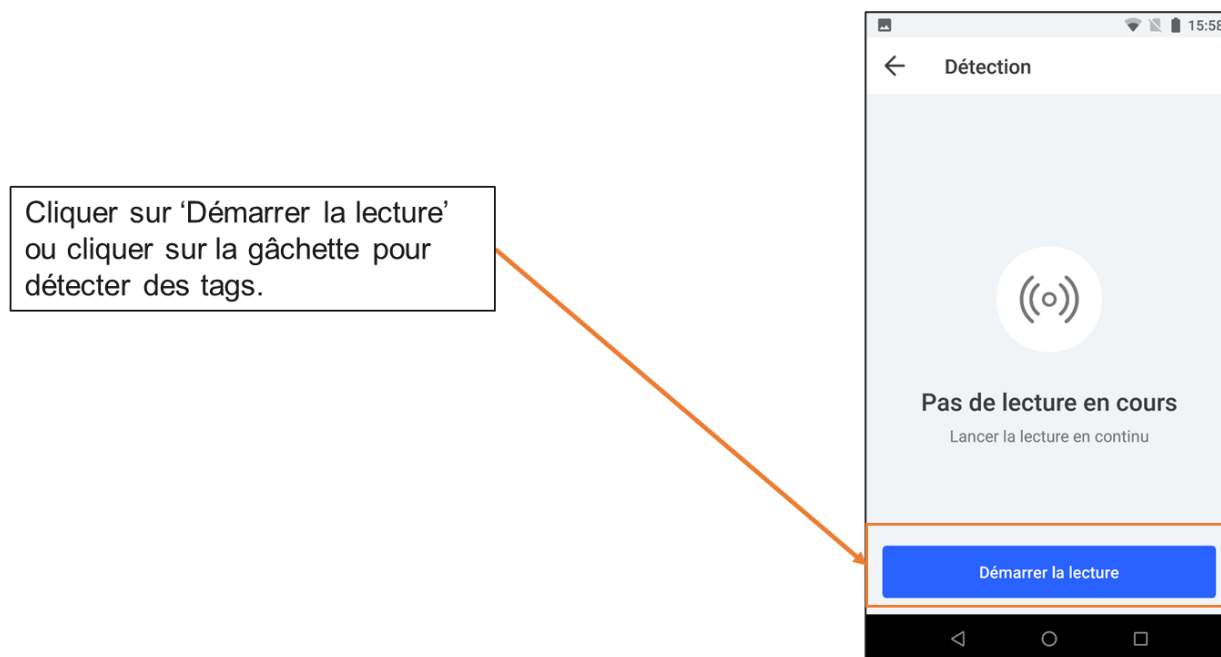 15:58
Détection
Cliquer sur ‘Démarrer la lecture’
ou cliquer sur la gâchette pour
détecter des tags.
Pas de lecture en cours
Lancer la lecture en continu
Démarrer la lecture